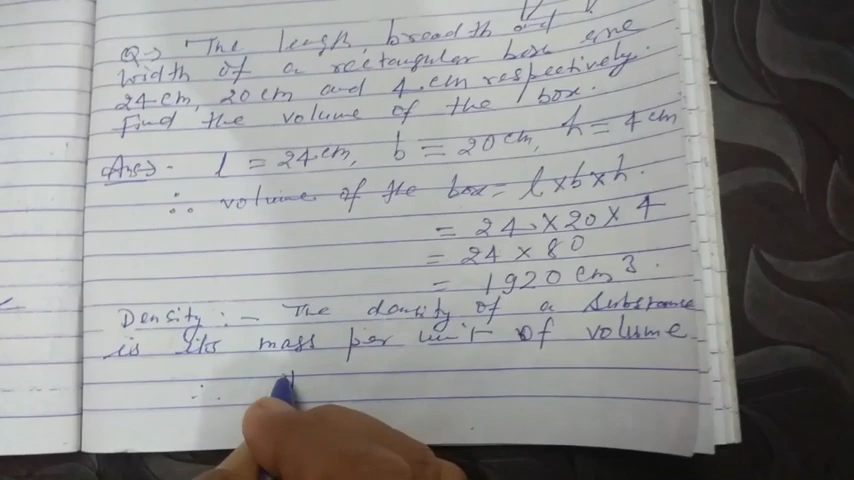 Q→ The length, breadth and
width of a rectangular box are
24 cm, 20 cm and 4 cm respectively.
Find the volume of the box.
Ans→ - l = 24 cm, b = 20 cm, h = 4 cm
∴ volume of the box = l × b × h.
= 24 × 20 × 4
= 24 × 80
= 1920 cm³.
Density : - The density of a substance
is its mass per unit of volume
∴